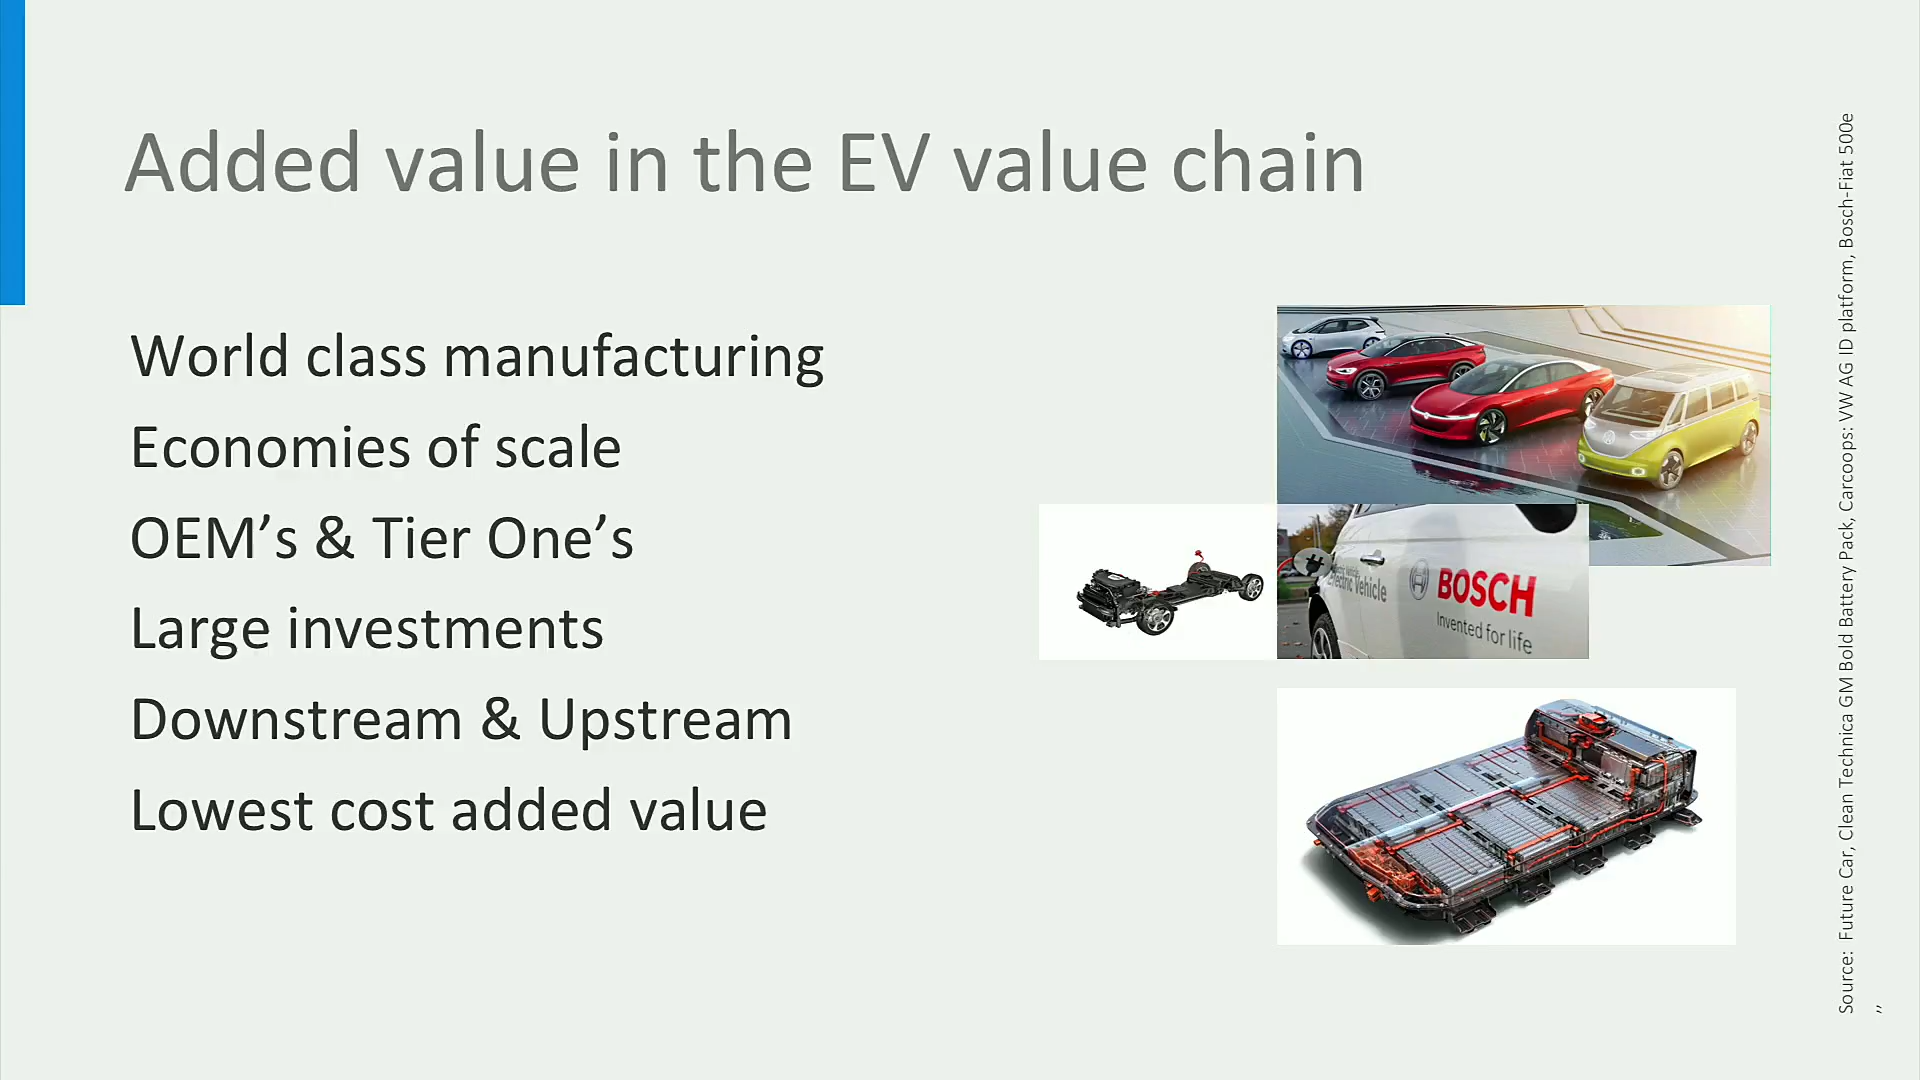 Added value in the EV value chain
World class manufacturing
Economies of scale
OEM’s & Tier One’s
Large investments
Downstream & Upstream
Lowest cost added value
Electric Vehicle
BOSCH
Invented for life
Source: Future Car, Clean Technica GM Bold Battery Pack, Carcoops: VW AG ID platform, Bosch-Fiat 500e
,,